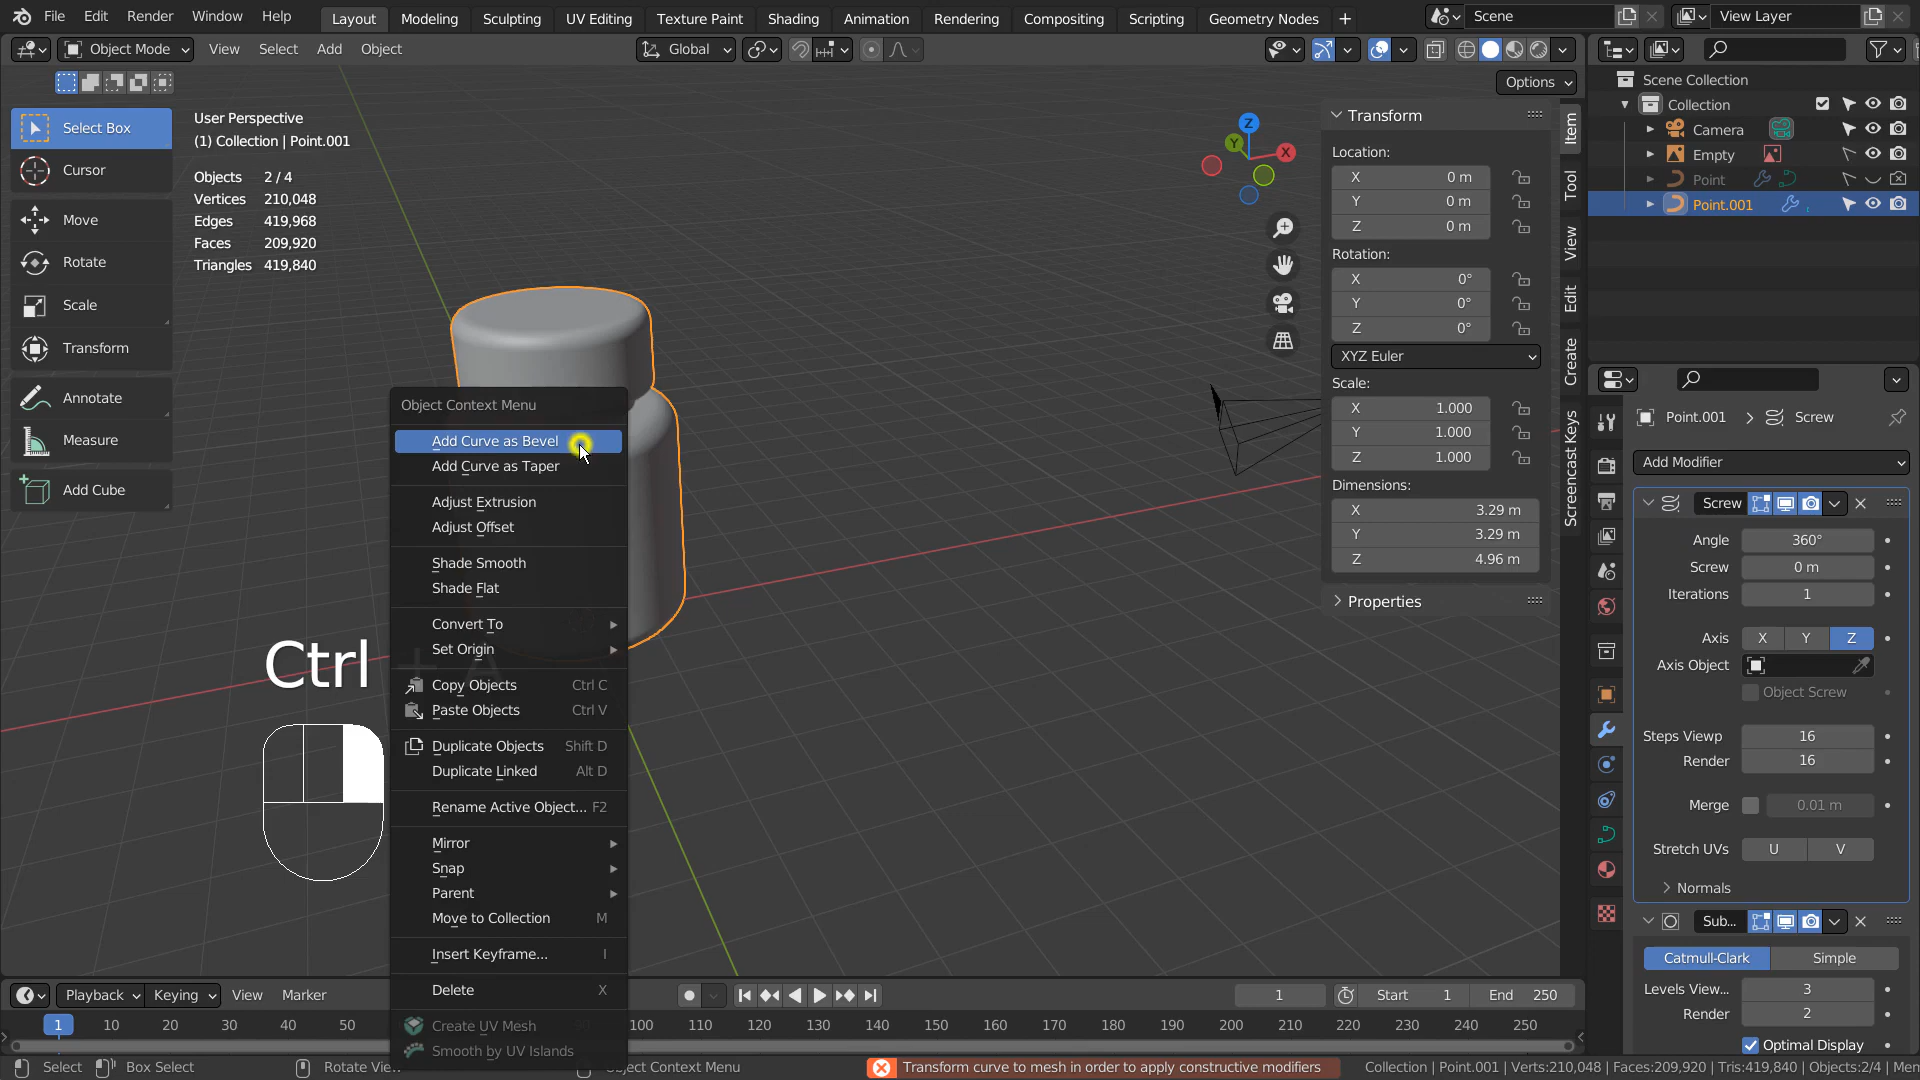 File Edit Render Window Help Layout Modeling Sculpting UV Editing Texture Paint Shading Animation Rendering Compositing Scripting Geometry Nodes + Scene View Layer
Object Mode View Select Add Object Global
Options
Select Box
Cursor
Move
Rotate
Scale
Transform
Annotate
Measure
Add Cube
User Perspective
(1) Collection | Point.001
Objects 2 / 4
Vertices 210,048
Edges 419,968
Faces 209,920
Triangles 419,840
Object Context Menu
Add Curve as Bevel
Add Curve as Taper
Adjust Extrusion
Adjust Offset
Shade Smooth
Shade Flat
Convert To
Set Origin
Copy Objects Ctrl C
Paste Objects Ctrl V
Duplicate Objects Shift D
Duplicate Linked Alt D
Rename Active Object... F2
Mirror
Snap
Parent
Move to Collection M
Insert Keyframe... I
Delete X
Create UV Mesh
Smooth by UV Islands
Ctrl + A
Z
Y
X
Transform
Location:
X 0 m
Y 0 m
Z 0 m
Rotation:
X 0°
Y 0°
Z 0°
XYZ Euler
Scale:
X 1.000
Y 1.000
Z 1.000
Dimensions:
X 3.29 m
Y 3.29 m
Z 4.96 m
Properties
Item
Tool
View
Edit
Create
Screencast Keys
Scene Collection
Collection
Camera
Empty
Point
Point.001
Point.001 > Screw
Add Modifier
Screw
Angle 360°
Screw 0 m
Iterations 1
Axis X Y Z
Axis Object
Object Screw
Steps Viewp 16
Render 16
Merge 0.01 m
Stretch UVs U V
Normals
Sub...
Catmull-Clark Simple
Levels View... 3
Render 2
Optimal Display
Playback Keying View Marker 1 Start 1 End 250
1 10 20 30 40 50 100 110 120 130 140 150 160 170 180 190 200 210 220 230 240 250
Select Box Select Rotate View Object Context Menu Transform curve to mesh in order to apply constructive modifiers Collection | Point.001 | Verts:210,048 | Faces:209,920 | Tris:419,840 | Objects:2/4 | Mem